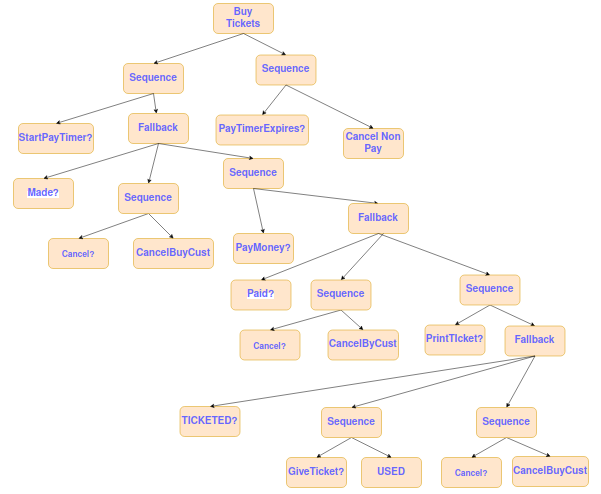 Buy
Tickets
Sequence
Sequence
StartPayTimer?
Fallback
PayTimerExpires?
Cancel Non
Pay
Made?
Sequence
Sequence
Cancel?
CancelBuyCust
PayMoney?
Fallback
Paid?
Sequence
Sequence
Cancel?
CancelByCust
PrintTIcket?
Fallback
TICKETED?
Sequence
Sequence
GiveTicket?
USED
Cancel?
CancelBuyCust